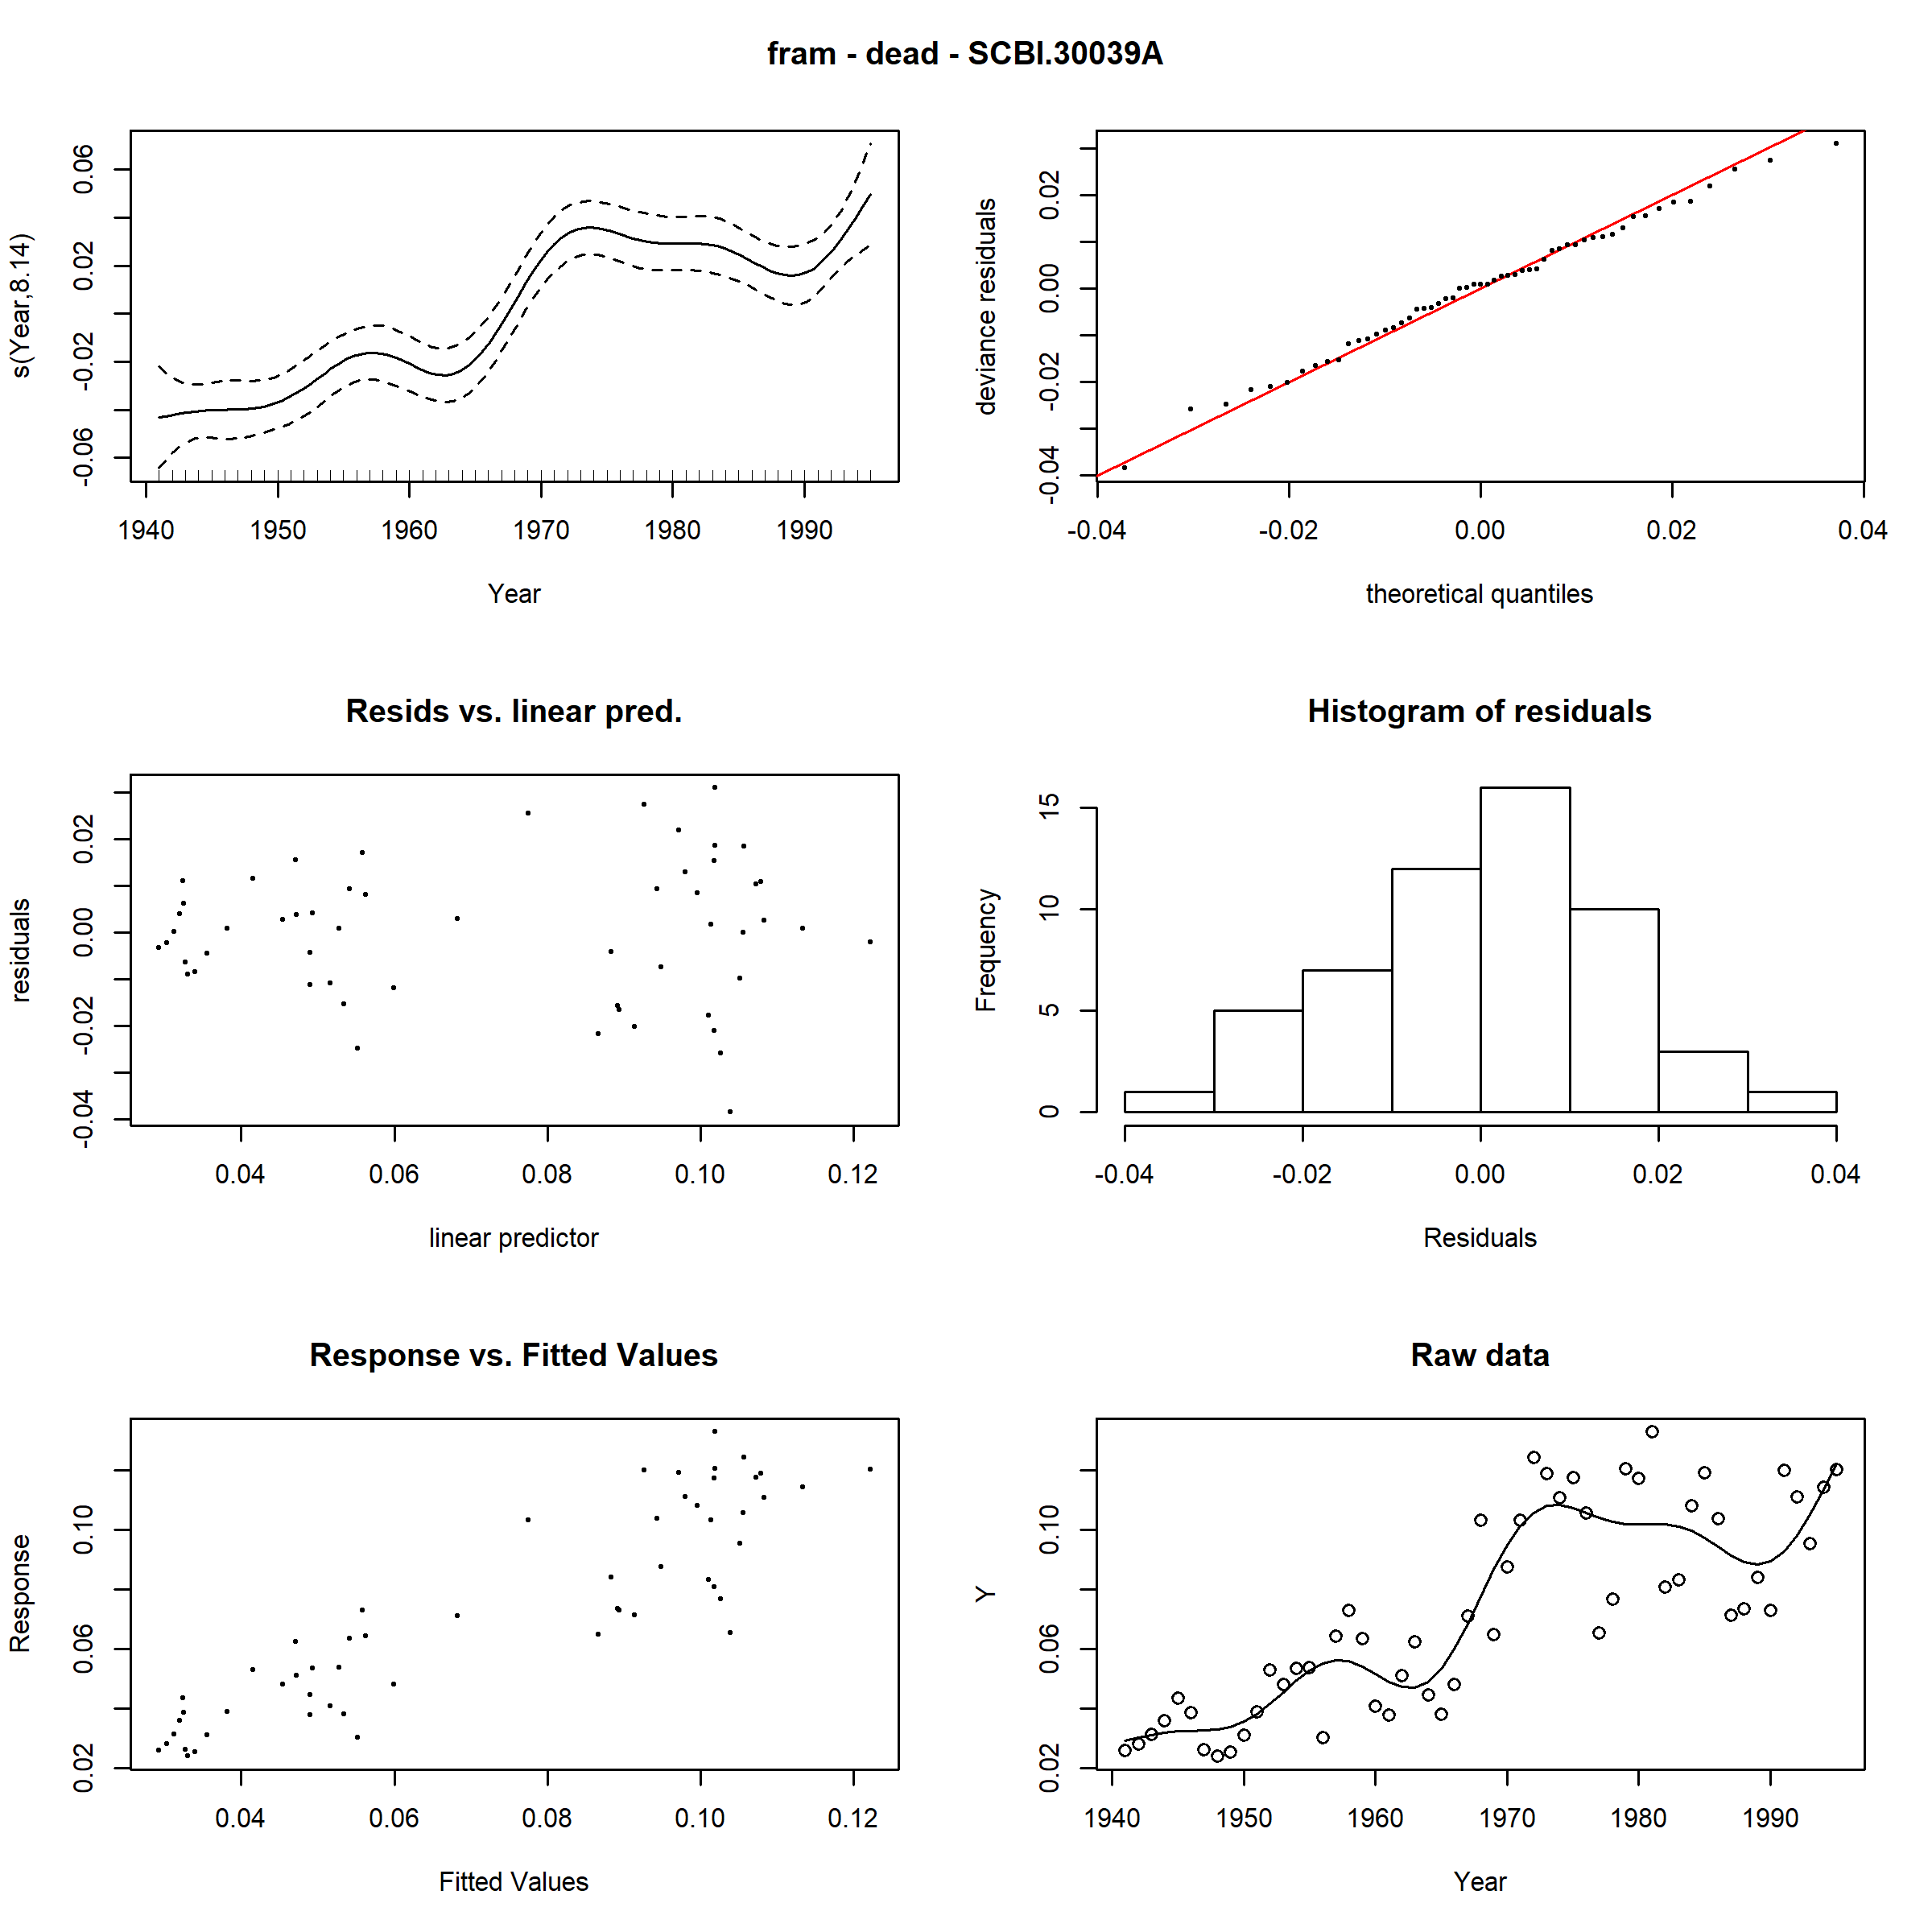 fram - dead - SCBI.30039A
s(Year,8.14)
-0.06 -0.02 0.02 0.06
1940 1950 1960 1970 1980 1990
Year
deviance residuals
-0.04 -0.02 0.00 0.02
-0.04 -0.02 0.00 0.02 0.04
theoretical quantiles
Resids vs. linear pred.
residuals
-0.04 -0.02 0.00 0.02
0.04 0.06 0.08 0.10 0.12
linear predictor
Histogram of residuals
Frequency
0 5 10 15
-0.04 -0.02 0.00 0.02 0.04
Residuals
Response vs. Fitted Values
Response
0.02 0.06 0.10
0.04 0.06 0.08 0.10 0.12
Fitted Values
Raw data
Y
0.02 0.06 0.10
1940 1950 1960 1970 1980 1990
Year